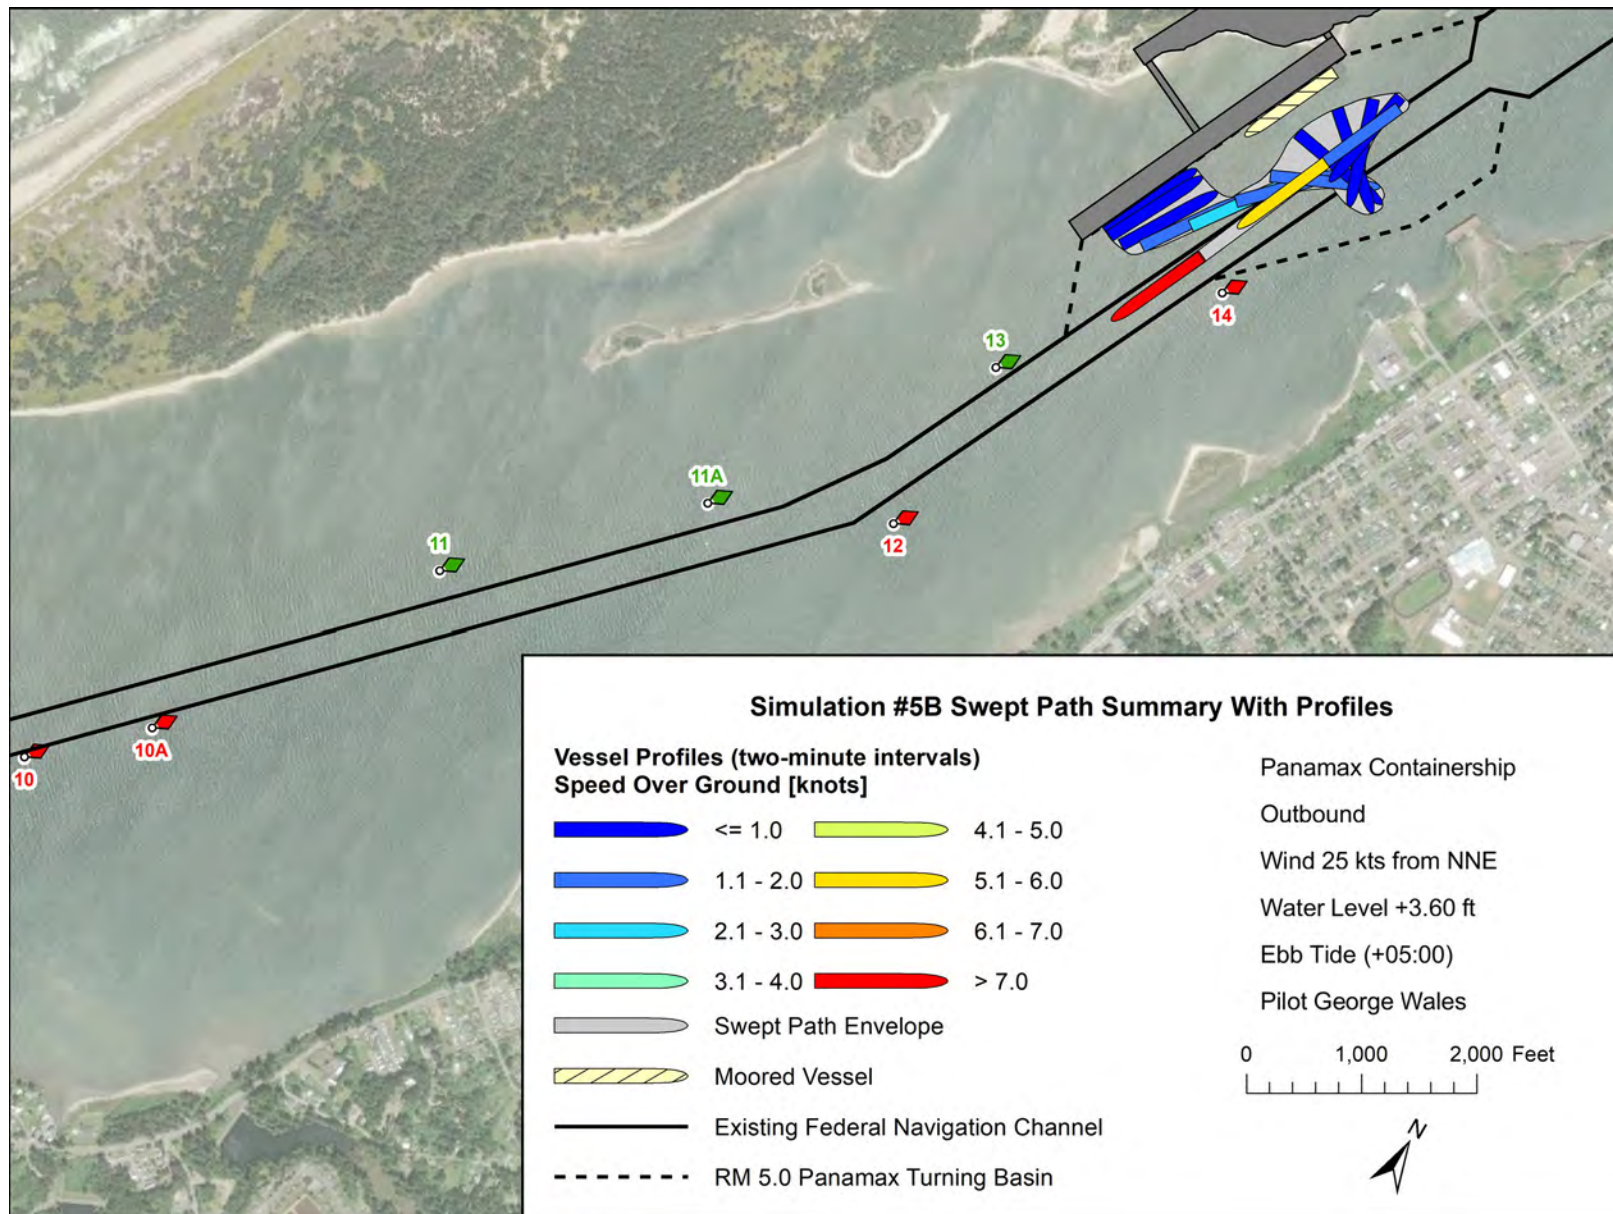 14
13
11A
12
11
10A
10
Simulation #5B Swept Path Summary With Profiles
Vessel Profiles (two-minute intervals)
Speed Over Ground [knots]
<= 1.0
4.1 - 5.0
1.1 - 2.0
5.1 - 6.0
2.1 - 3.0
6.1 - 7.0
3.1 - 4.0
> 7.0
Swept Path Envelope
Moored Vessel
Existing Federal Navigation Channel
RM 5.0 Panamax Turning Basin
Panamax Containership
Outbound
Wind 25 kts from NNE
Water Level +3.60 ft
Ebb Tide (+05:00)
Pilot George Wales
0 1,000 2,000 Feet
N